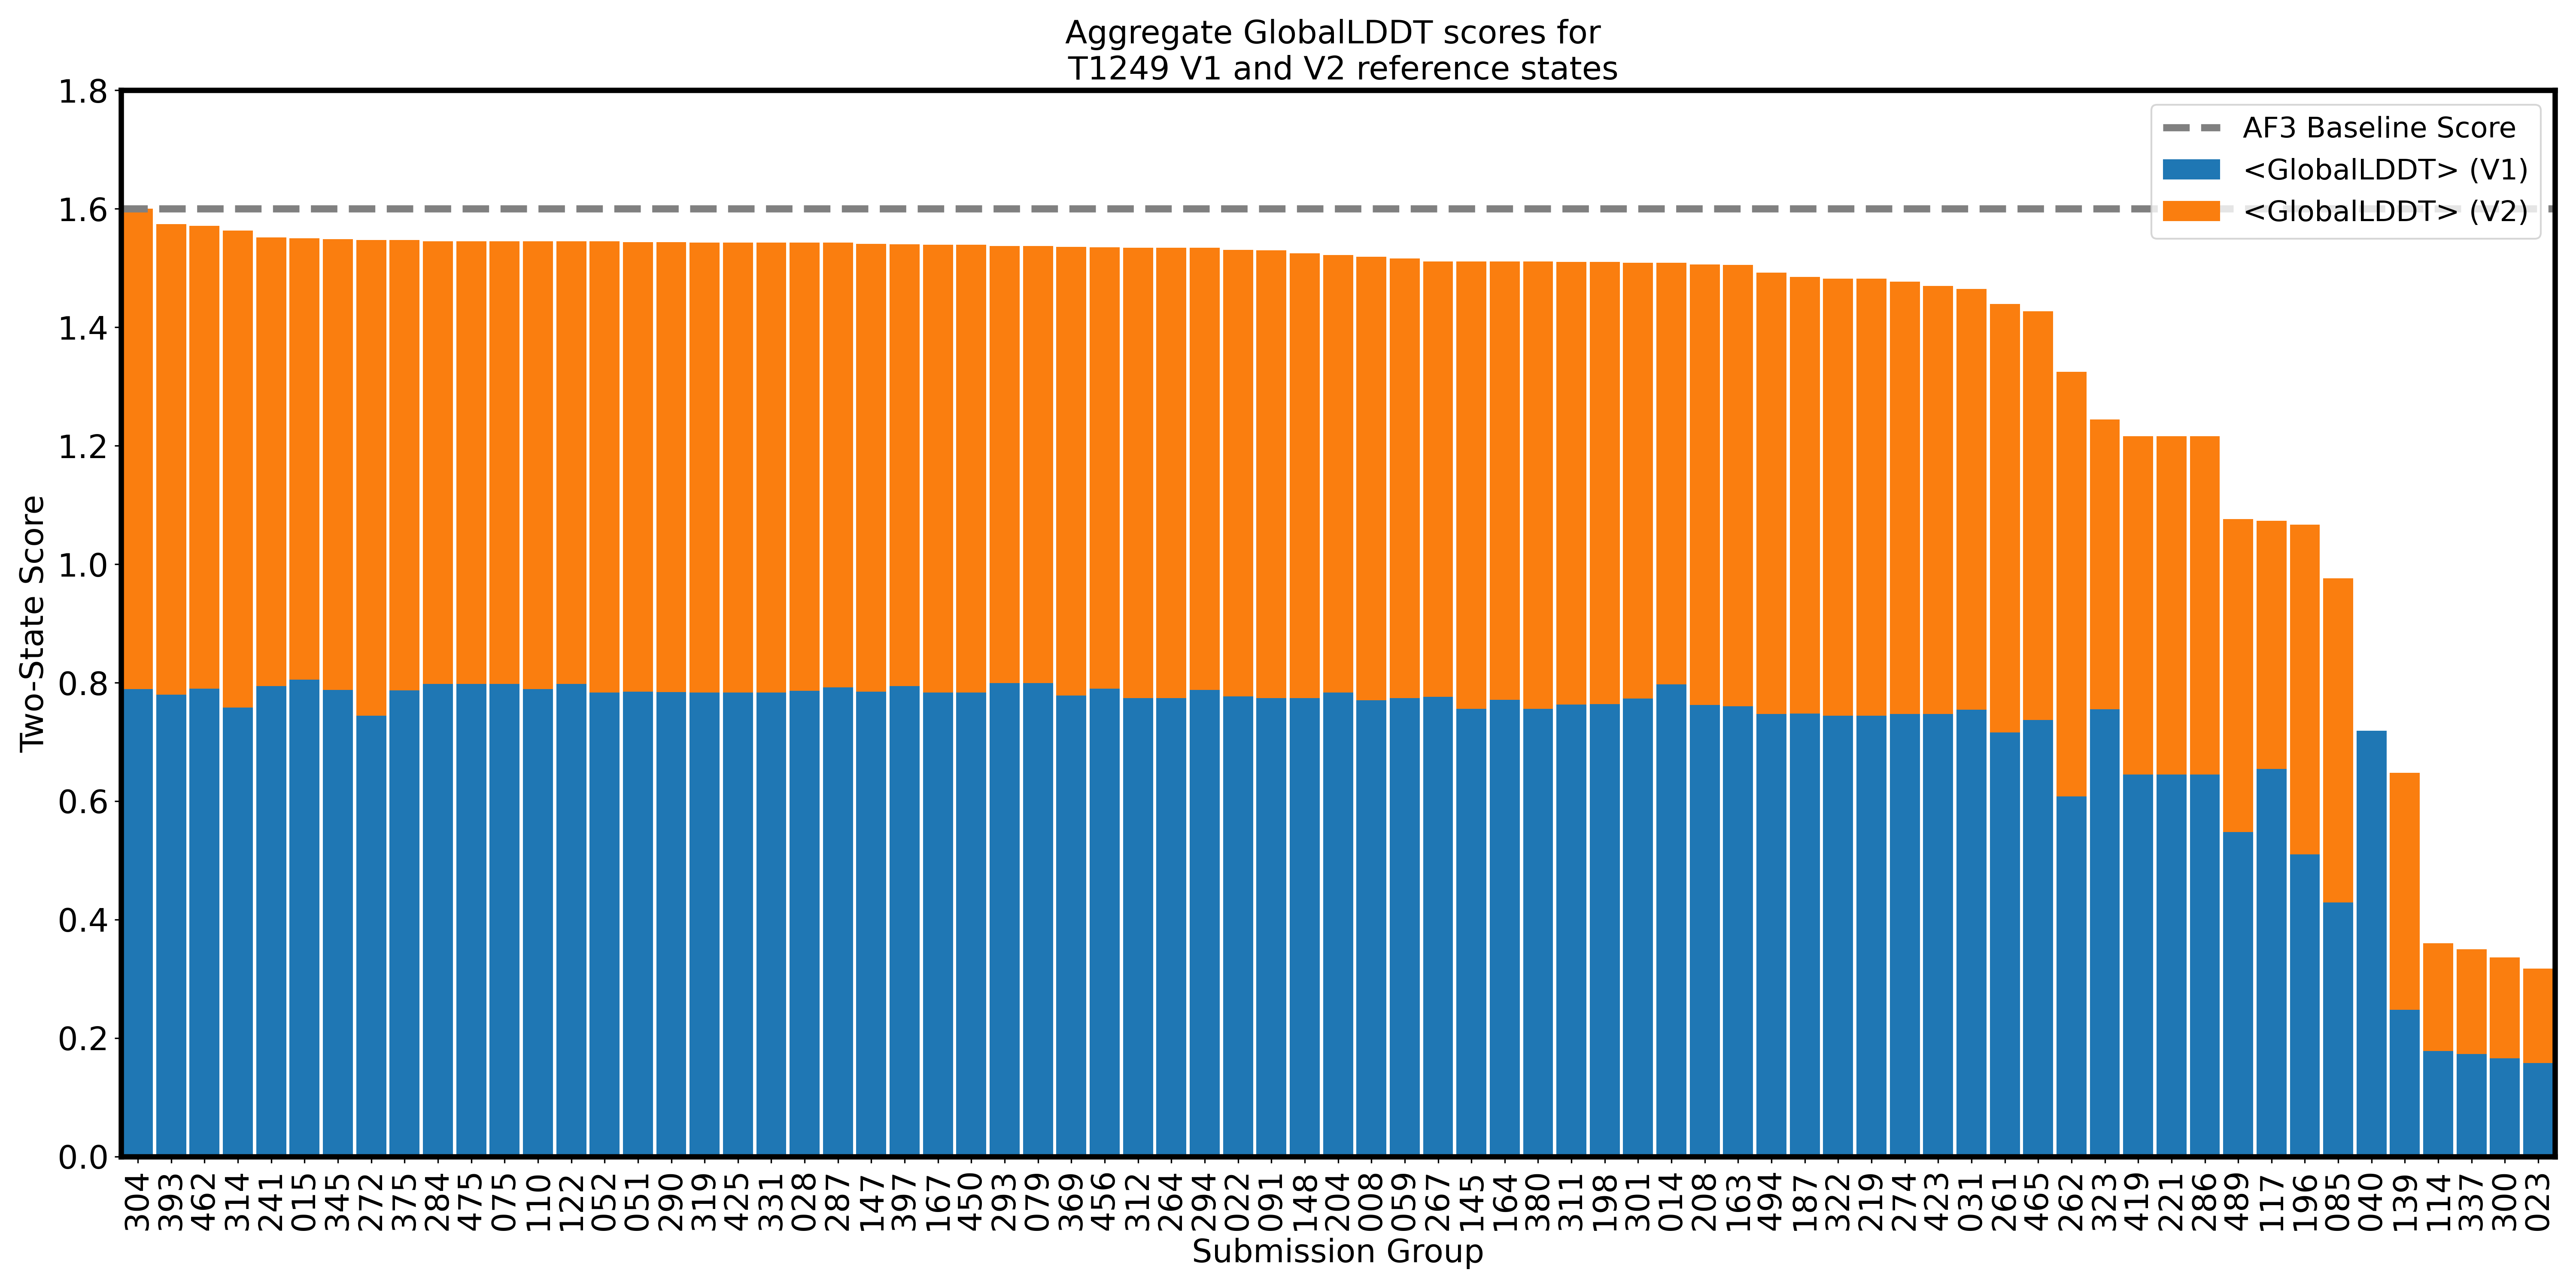 Aggregate GlobalLDDT scores for
T1249 V1 and V2 reference states
1.8
1.6
1.4
1.2
1.0
0.8
0.6
0.4
0.2
0.0
Two-State Score
AF3 Baseline Score
<GlobalLDDT> (V1)
<GlobalLDDT> (V2)
304 393 462 314 241 015 345 272 375 284 475 075 110 122 052 051 290 319 425 331 028 287 147 397 167 450 293 079 369 456 312 264 294 022 091 148 204 008 059 267 145 164 380 311 198 301 014 208 163 494 187 322 219 274 423 031 261 465 262 323 419 221 286 489 117 196 085 040 139 114 337 300 023
Submission Group